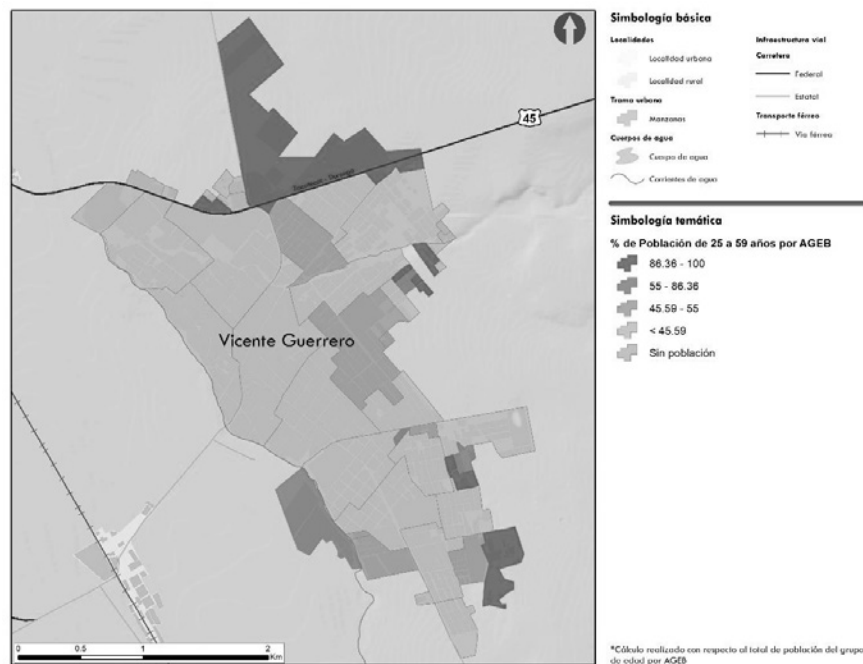 45
Zacatecas - Durango
Vicente Guerrero
0 0.5 1 2
Km
Simbología básica
Localidades
Localidad urbana
Localidad rural
Trama urbana
Manzanas
Cuerpos de agua
Cuerpo de agua
Corrientes de agua
Infraestructura vial
Carretera
Federal
Estatal
Transporte férreo
Vía férrea
Simbología temática
% de Población de 25 a 59 años por AGEB
86.36 - 100
55 - 86.36
45.59 - 55
< 45.59
Sin población
*Cálculo realizado con respecto al total de población del grupo
de edad por AGEB